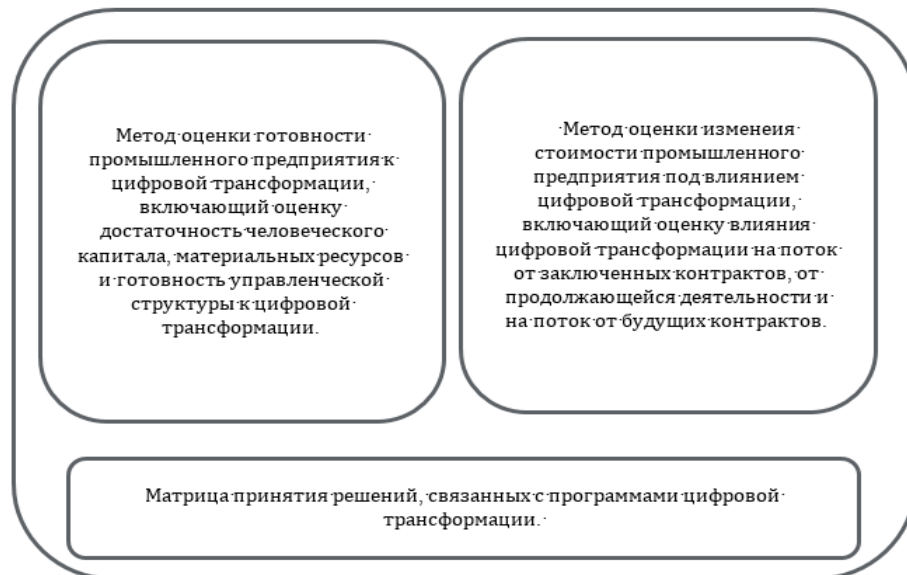 Метод оценки готовности
промышленного предприятия к
цифровой трансформации,
включающий оценку
достаточность человеческого
капитала, материальных ресурсов
и готовность управленческой
структуры к цифровой
трансформации.
Метод оценки изменеия
стоимости промышленного
предприятия под влиянием
цифровой трансформации,
включающий оценку влияния
цифровой трансформации на поток
от заключенных контрактов, от
продолжающейся деятельности и
на поток от будущих контрактов.
Матрица принятия решений, связанных с программами цифровой
трансформации.